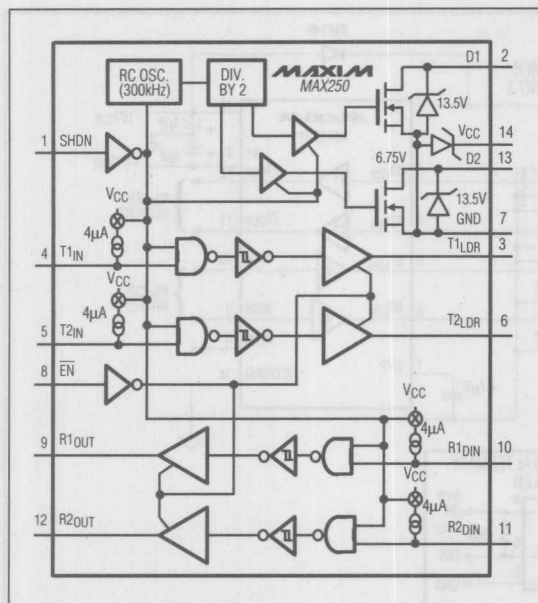 RC OSC.
(300kHz)
DIV.
BY 2
MAXIM
MAX250
D1 2
13.5V
1 SHDN
VCC 14
6.75V
D2 13
13.5V
GND 7
VCC
4μA
4 T1IN
T1LDR 3
VCC
4μA
5 T2IN
T2LDR 6
8 EN
VCC
4μA
9 R1OUT
R1DIN 10
VCC
4μA
12 R2OUT
R2DIN 11